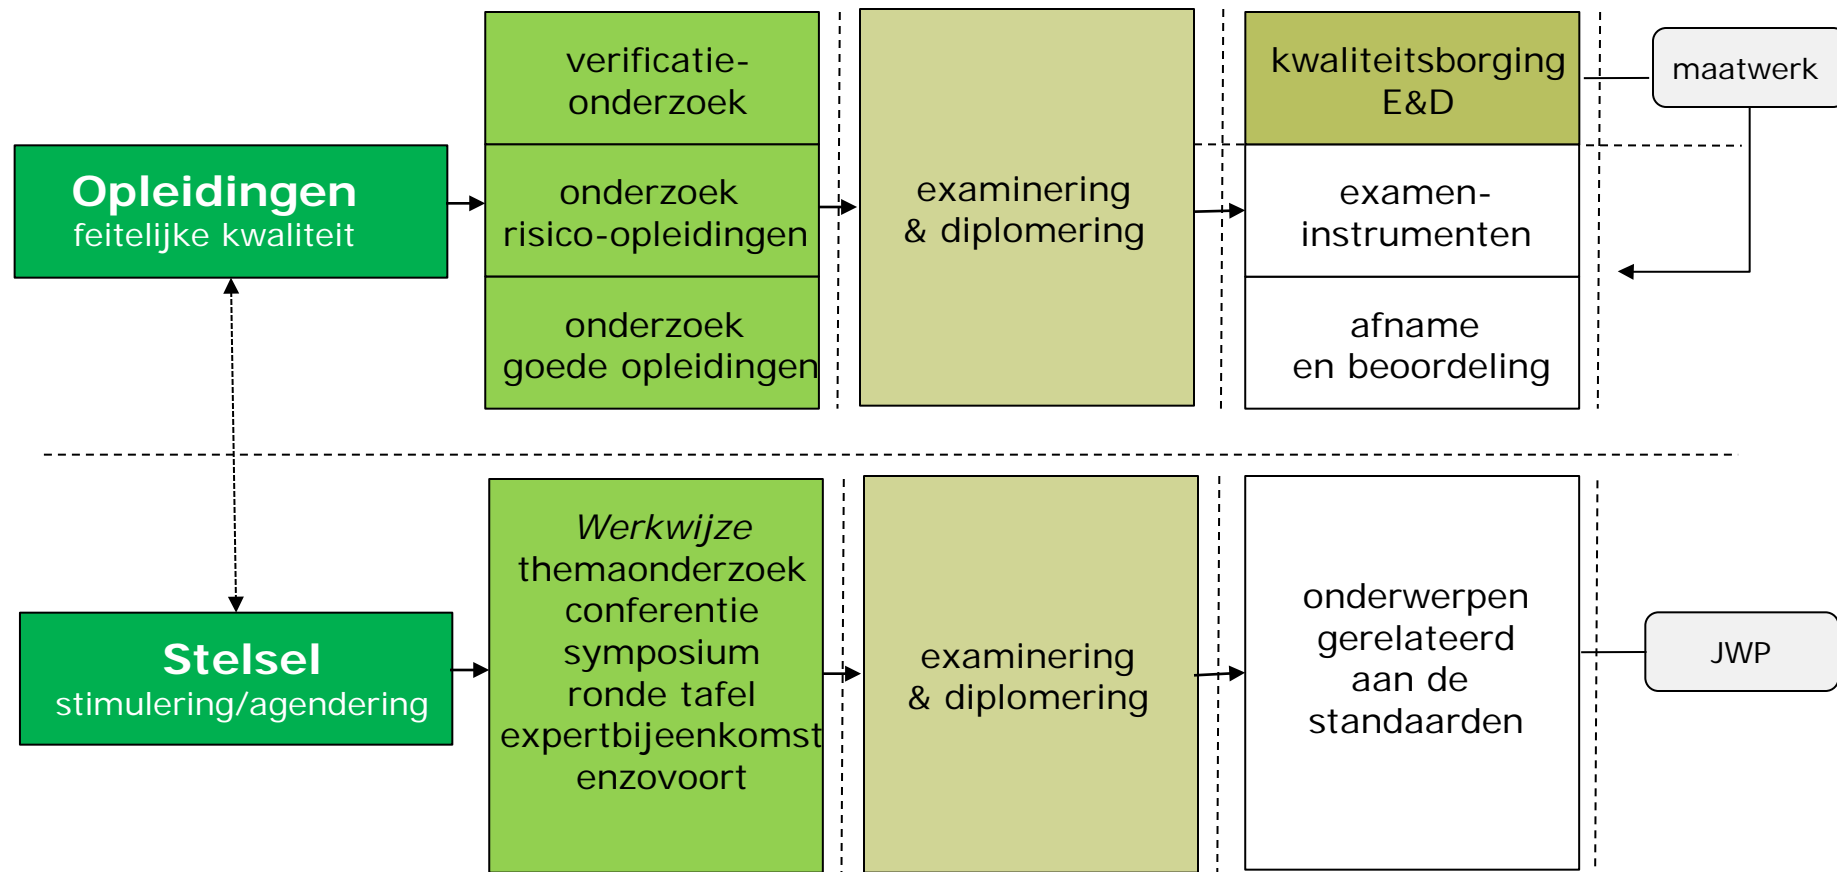 Opleidingen
feitelijke kwaliteit
verificatie-
onderzoek
onderzoek
risico-opleidingen
onderzoek
goede opleidingen
examinering
& diplomering
kwaliteitsborging
E&D
examen-
instrumenten
afname
en beoordeling
maatwerk
Stelsel
stimulering/agendering
Werkwijze
themaonderzoek
conferentie
symposium
ronde tafel
expertbijeenkomst
enzovoort
examinering
& diplomering
onderwerpen
gerelateerd
aan de
standaarden
JWP